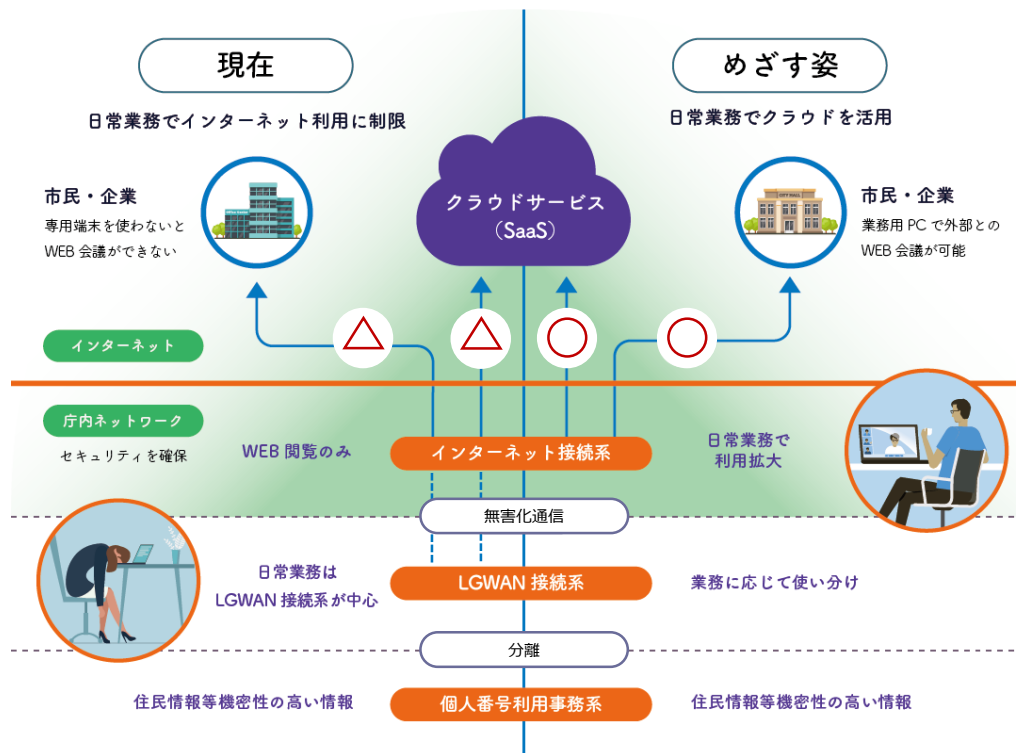 現在
めざす姿
日常業務でインターネット利用に制限
日常業務でクラウドを活用
市民・企業
専用端末を使わないと
WEB 会議ができない
クラウドサービス
（SaaS）
CITY HALL
市民・企業
業務用 PC で外部との
WEB 会議が可能
インターネット
庁内ネットワーク
セキュリティを確保
WEB 閲覧のみ
インターネット接続系
日常業務で
利用拡大
無害化通信
日常業務は
LGWAN 接続系が中心
LGWAN 接続系
業務に応じて使い分け
分離
住民情報等機密性の高い情報
個人番号利用事務系
住民情報等機密性の高い情報